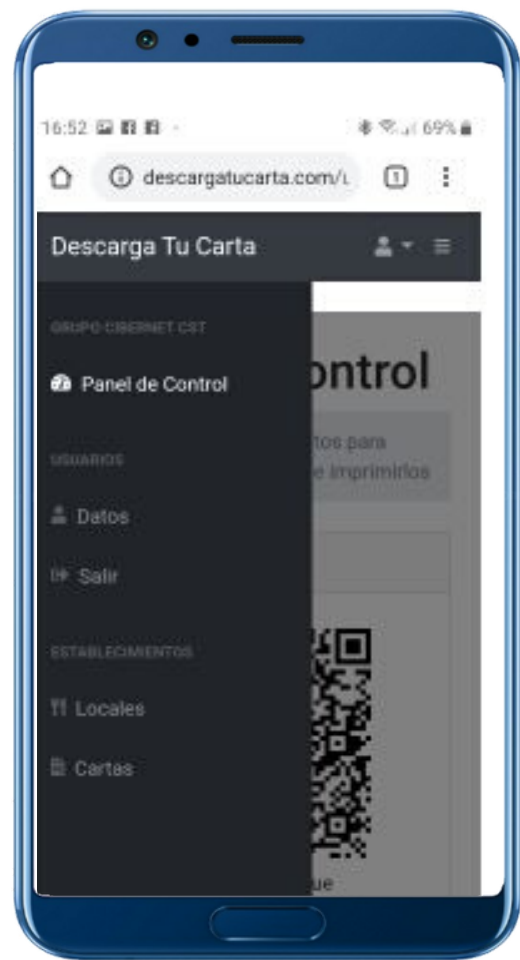 16:52
69%
descargatucarta.com/
1
Descarga Tu Carta
GRUPO CIBERNET CST
Panel de Control
ontrol
tos para
e imprimirlos
USUARIOS
Datos
Salir
ESTABLECIMIENTOS
Locales
Cartas
ue